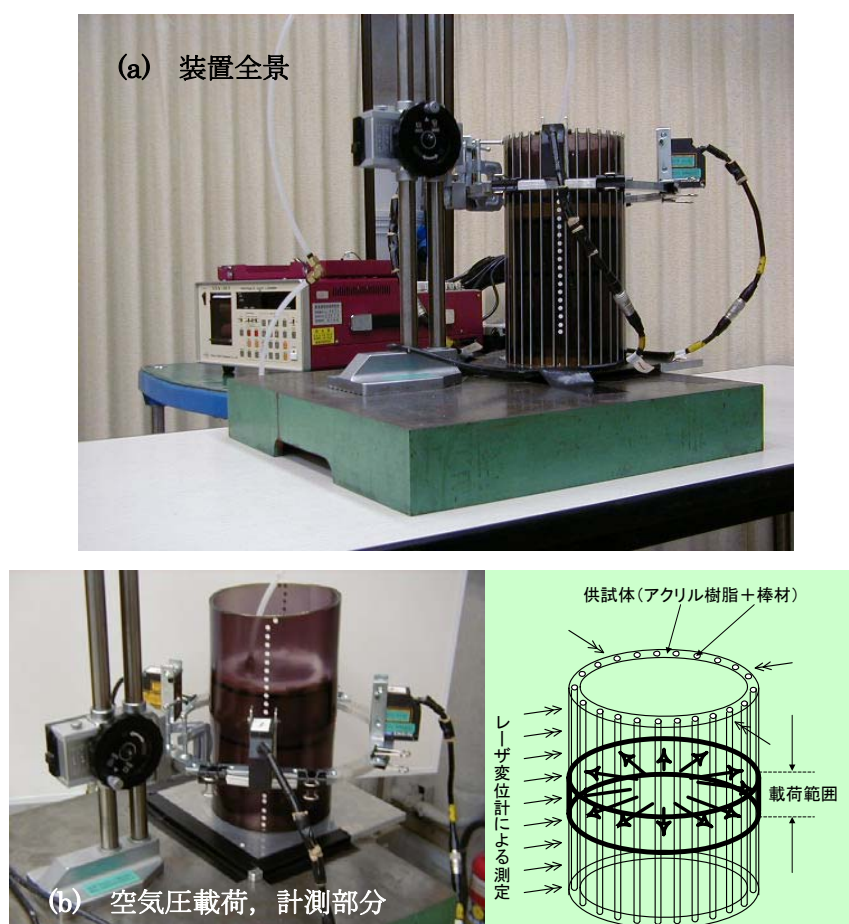 (a) 装置全景
供試体(アクリル樹脂+棒材)
レーザ変位計による測定
載荷範囲
(b) 空気圧載荷, 計測部分